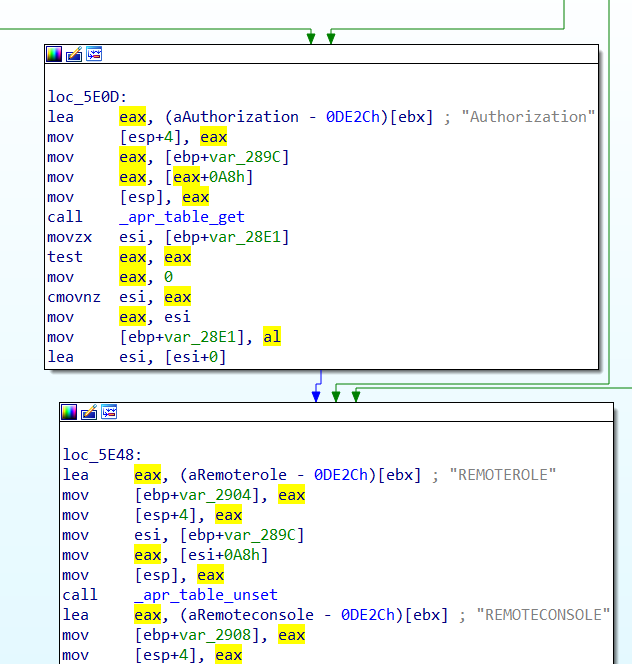 loc_5E0D:
lea eax, (aAuthorization - 0DE2Ch)[ebx] ; "Authorization"
mov [esp+4], eax
mov eax, [ebp+var_289C]
mov eax, [eax+0A8h]
mov [esp], eax
call _apr_table_get
movzx esi, [ebp+var_28E1]
test eax, eax
mov eax, 0
cmovnz esi, eax
mov eax, esi
mov [ebp+var_28E1], al
lea esi, [esi+0]
loc_5E48:
lea eax, (aRemoterole - 0DE2Ch)[ebx] ; "REMOTEROLE"
mov [ebp+var_2904], eax
mov [esp+4], eax
mov esi, [ebp+var_289C]
mov eax, [esi+0A8h]
mov [esp], eax
call _apr_table_unset
lea eax, (aRemoteconsole - 0DE2Ch)[ebx] ; "REMOTECONSOLE"
mov [ebp+var_2908], eax
mov [esp+4], eax